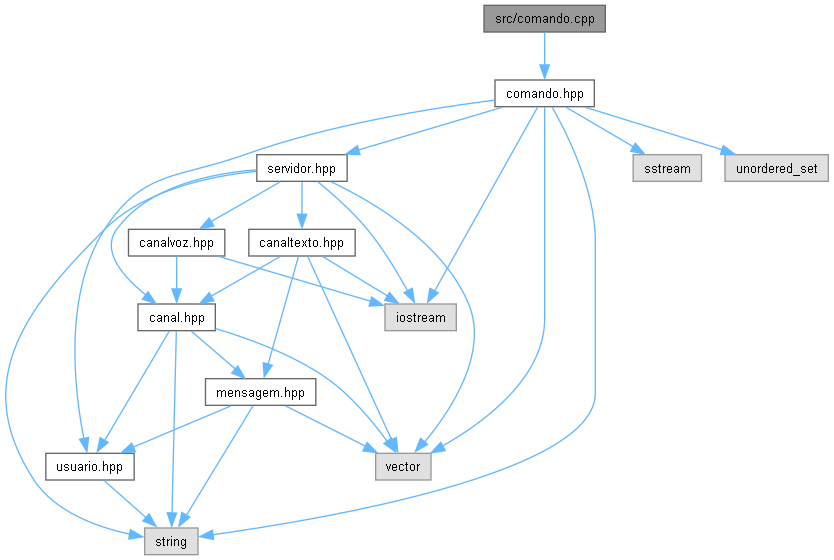 src/comando.cpp
comando.hpp
servidor.hpp
sstream
unordered_set
canalvoz.hpp
canaltexto.hpp
canal.hpp
iostream
mensagem.hpp
usuario.hpp
vector
string